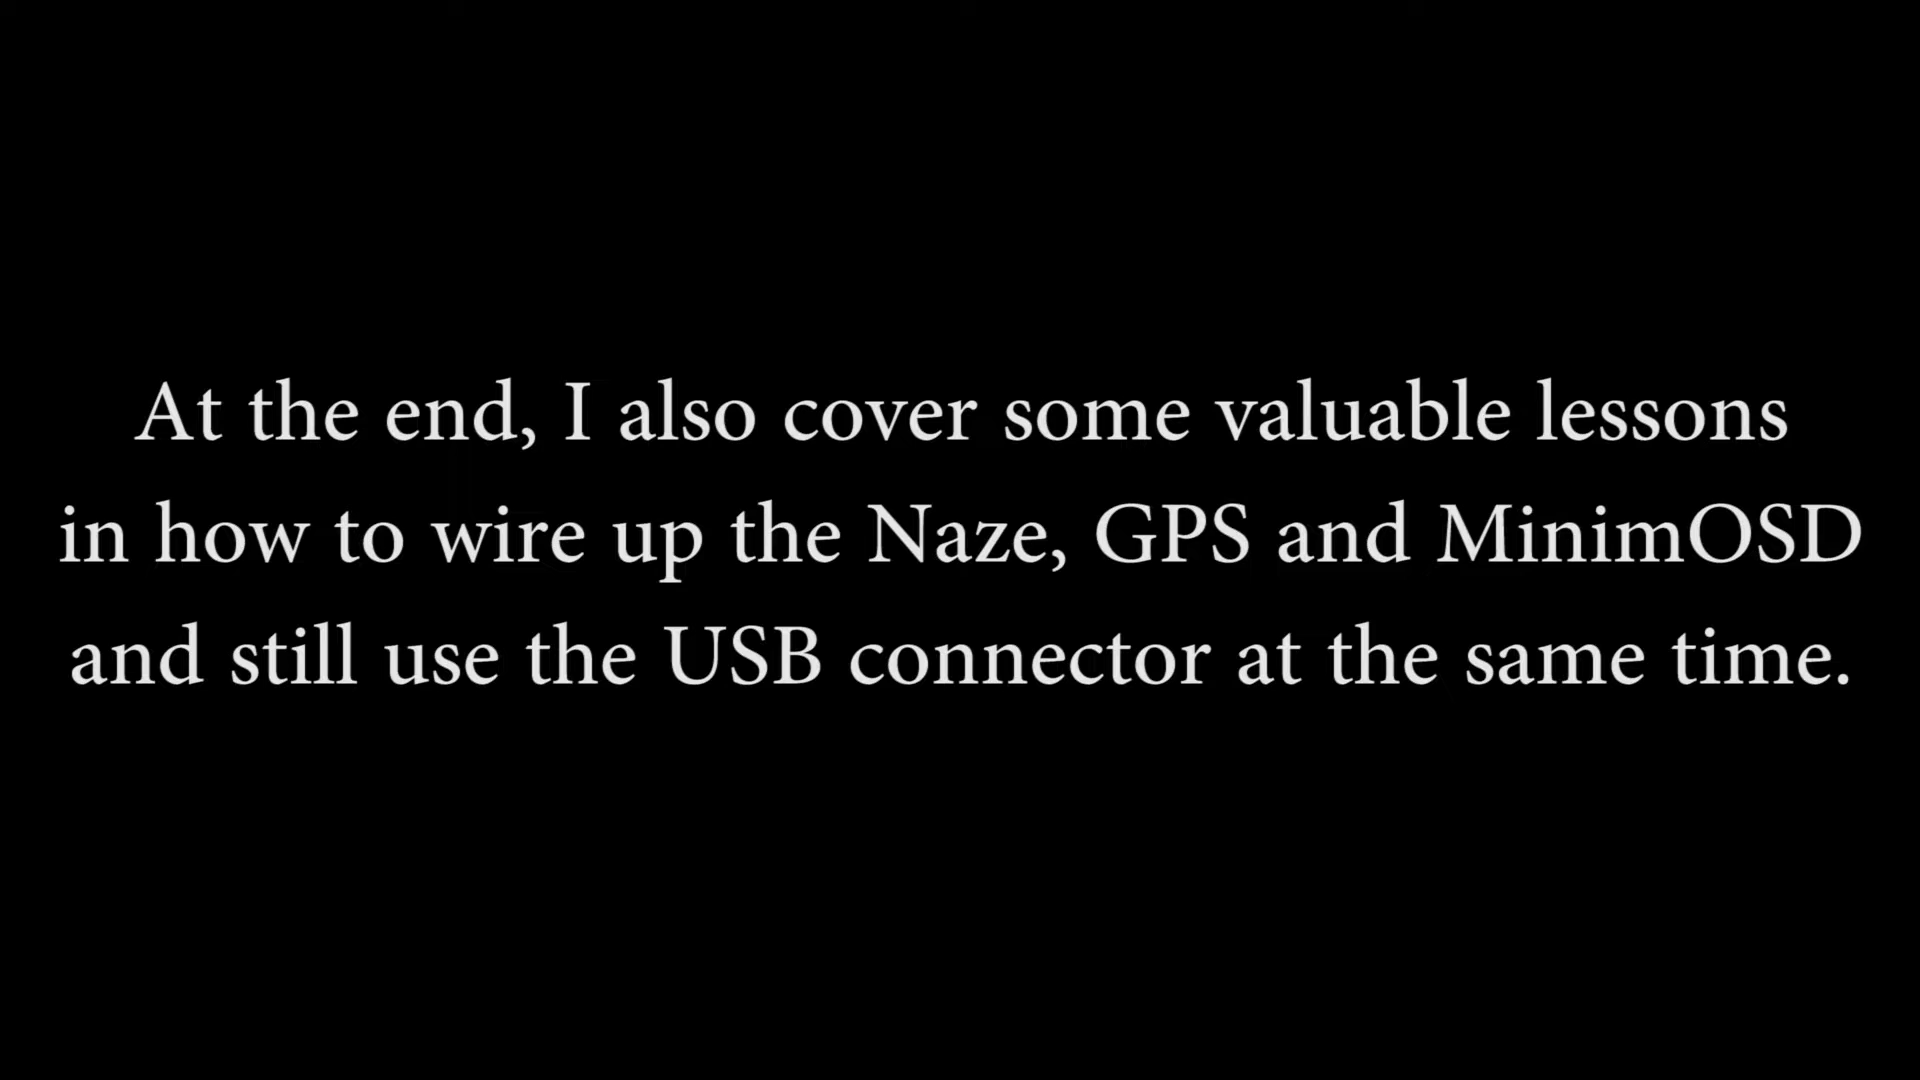 At the end, I also cover some valuable lessons
in how to wire up the Naze, GPS and MinimOSD
and still use the USB connector at the same time.